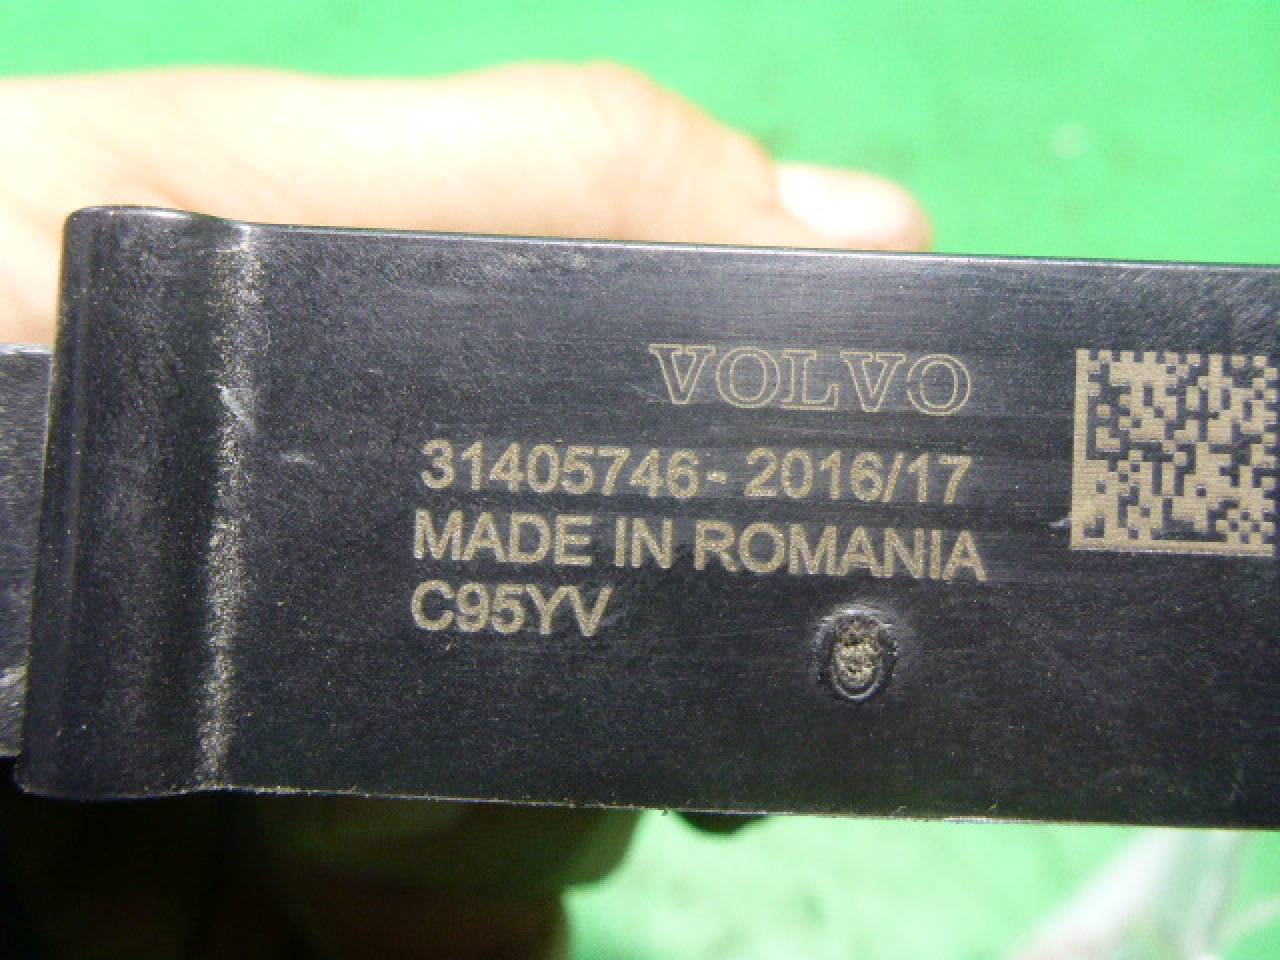 VOLVO
31405746- 2016/17
MADE IN ROMANIA
C95YV